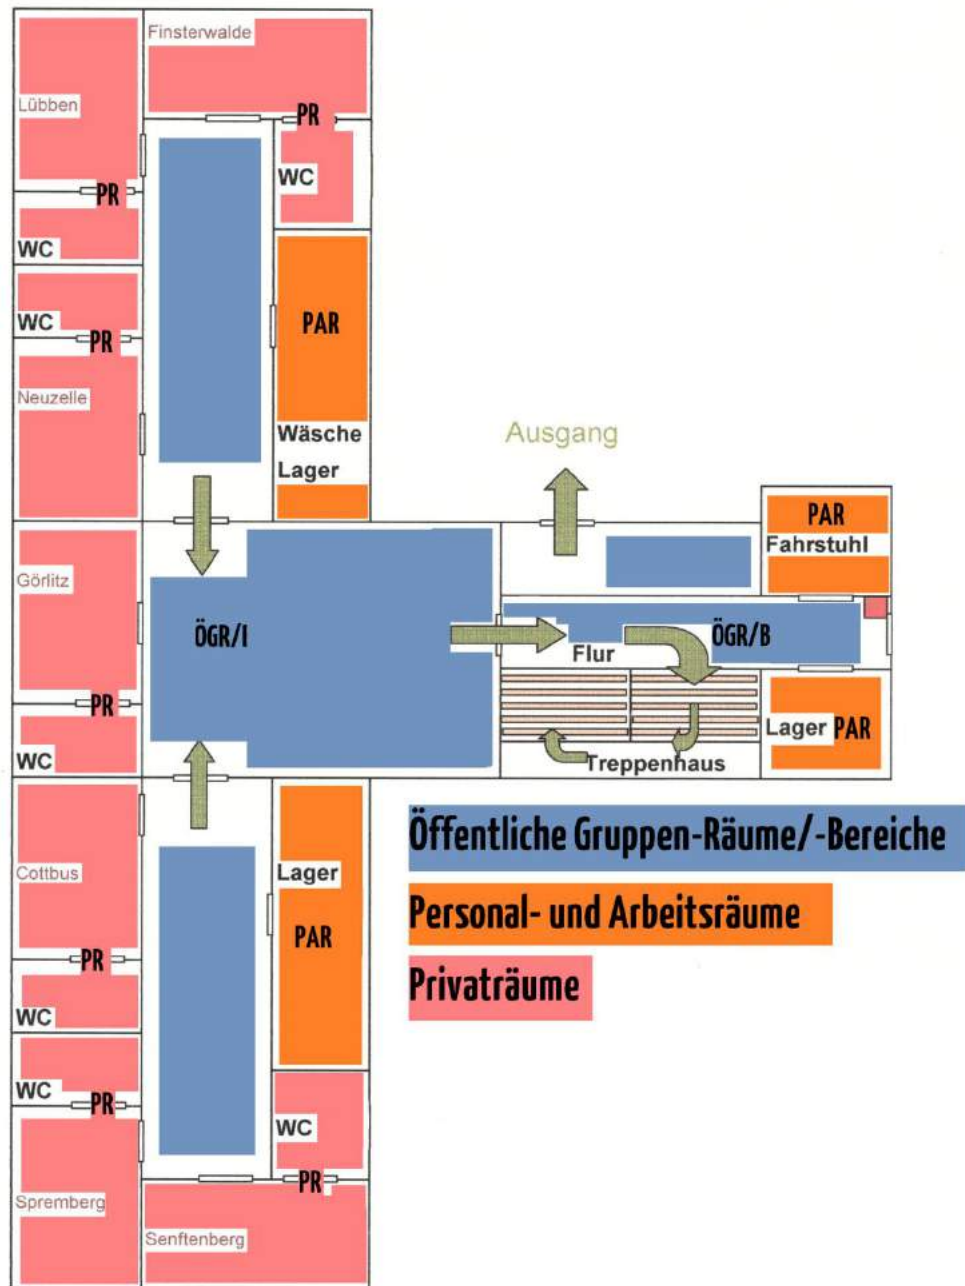 Finsterwalde
Lübben
PR
WC
PR
WC
WC
PR
PAR
Neuzelle
Wäsche
Lager
Ausgang
PAR
Fahrstuhl
Görlitz
ÖGR/I
ÖGR/B
Flur
PR
Lager PAR
WC
Treppenhaus
Öffentliche Gruppen-Räume/-Bereiche
Cottbus
Lager
PAR
Personal- und Arbeitsräume
PR
Privaträume
WC
WC
PR
WC
PR
Spremberg
Senftenberg